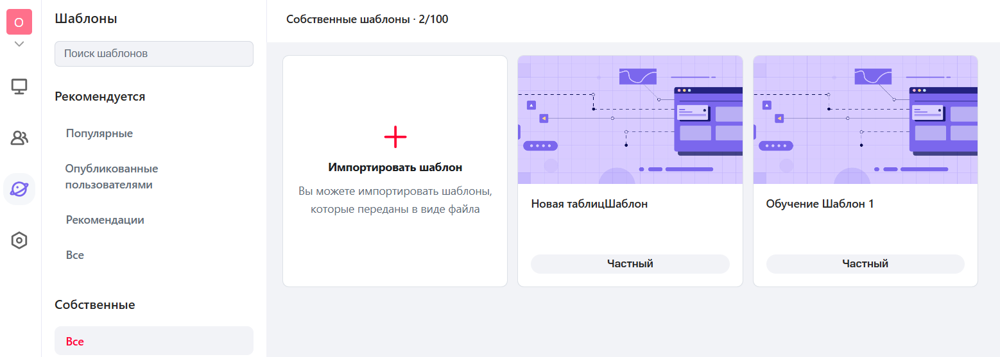 О
Шаблоны
Поиск шаблонов
Рекомендуется
Популярные
Опубликованные
пользователями
Рекомендации
Все
Собственные
Все
Собственные шаблоны · 2/100
Импортировать шаблон
Вы можете импортировать шаблоны,
которые переданы в виде файла
Новая таблицШаблон
Частный
Обучение Шаблон 1
Частный